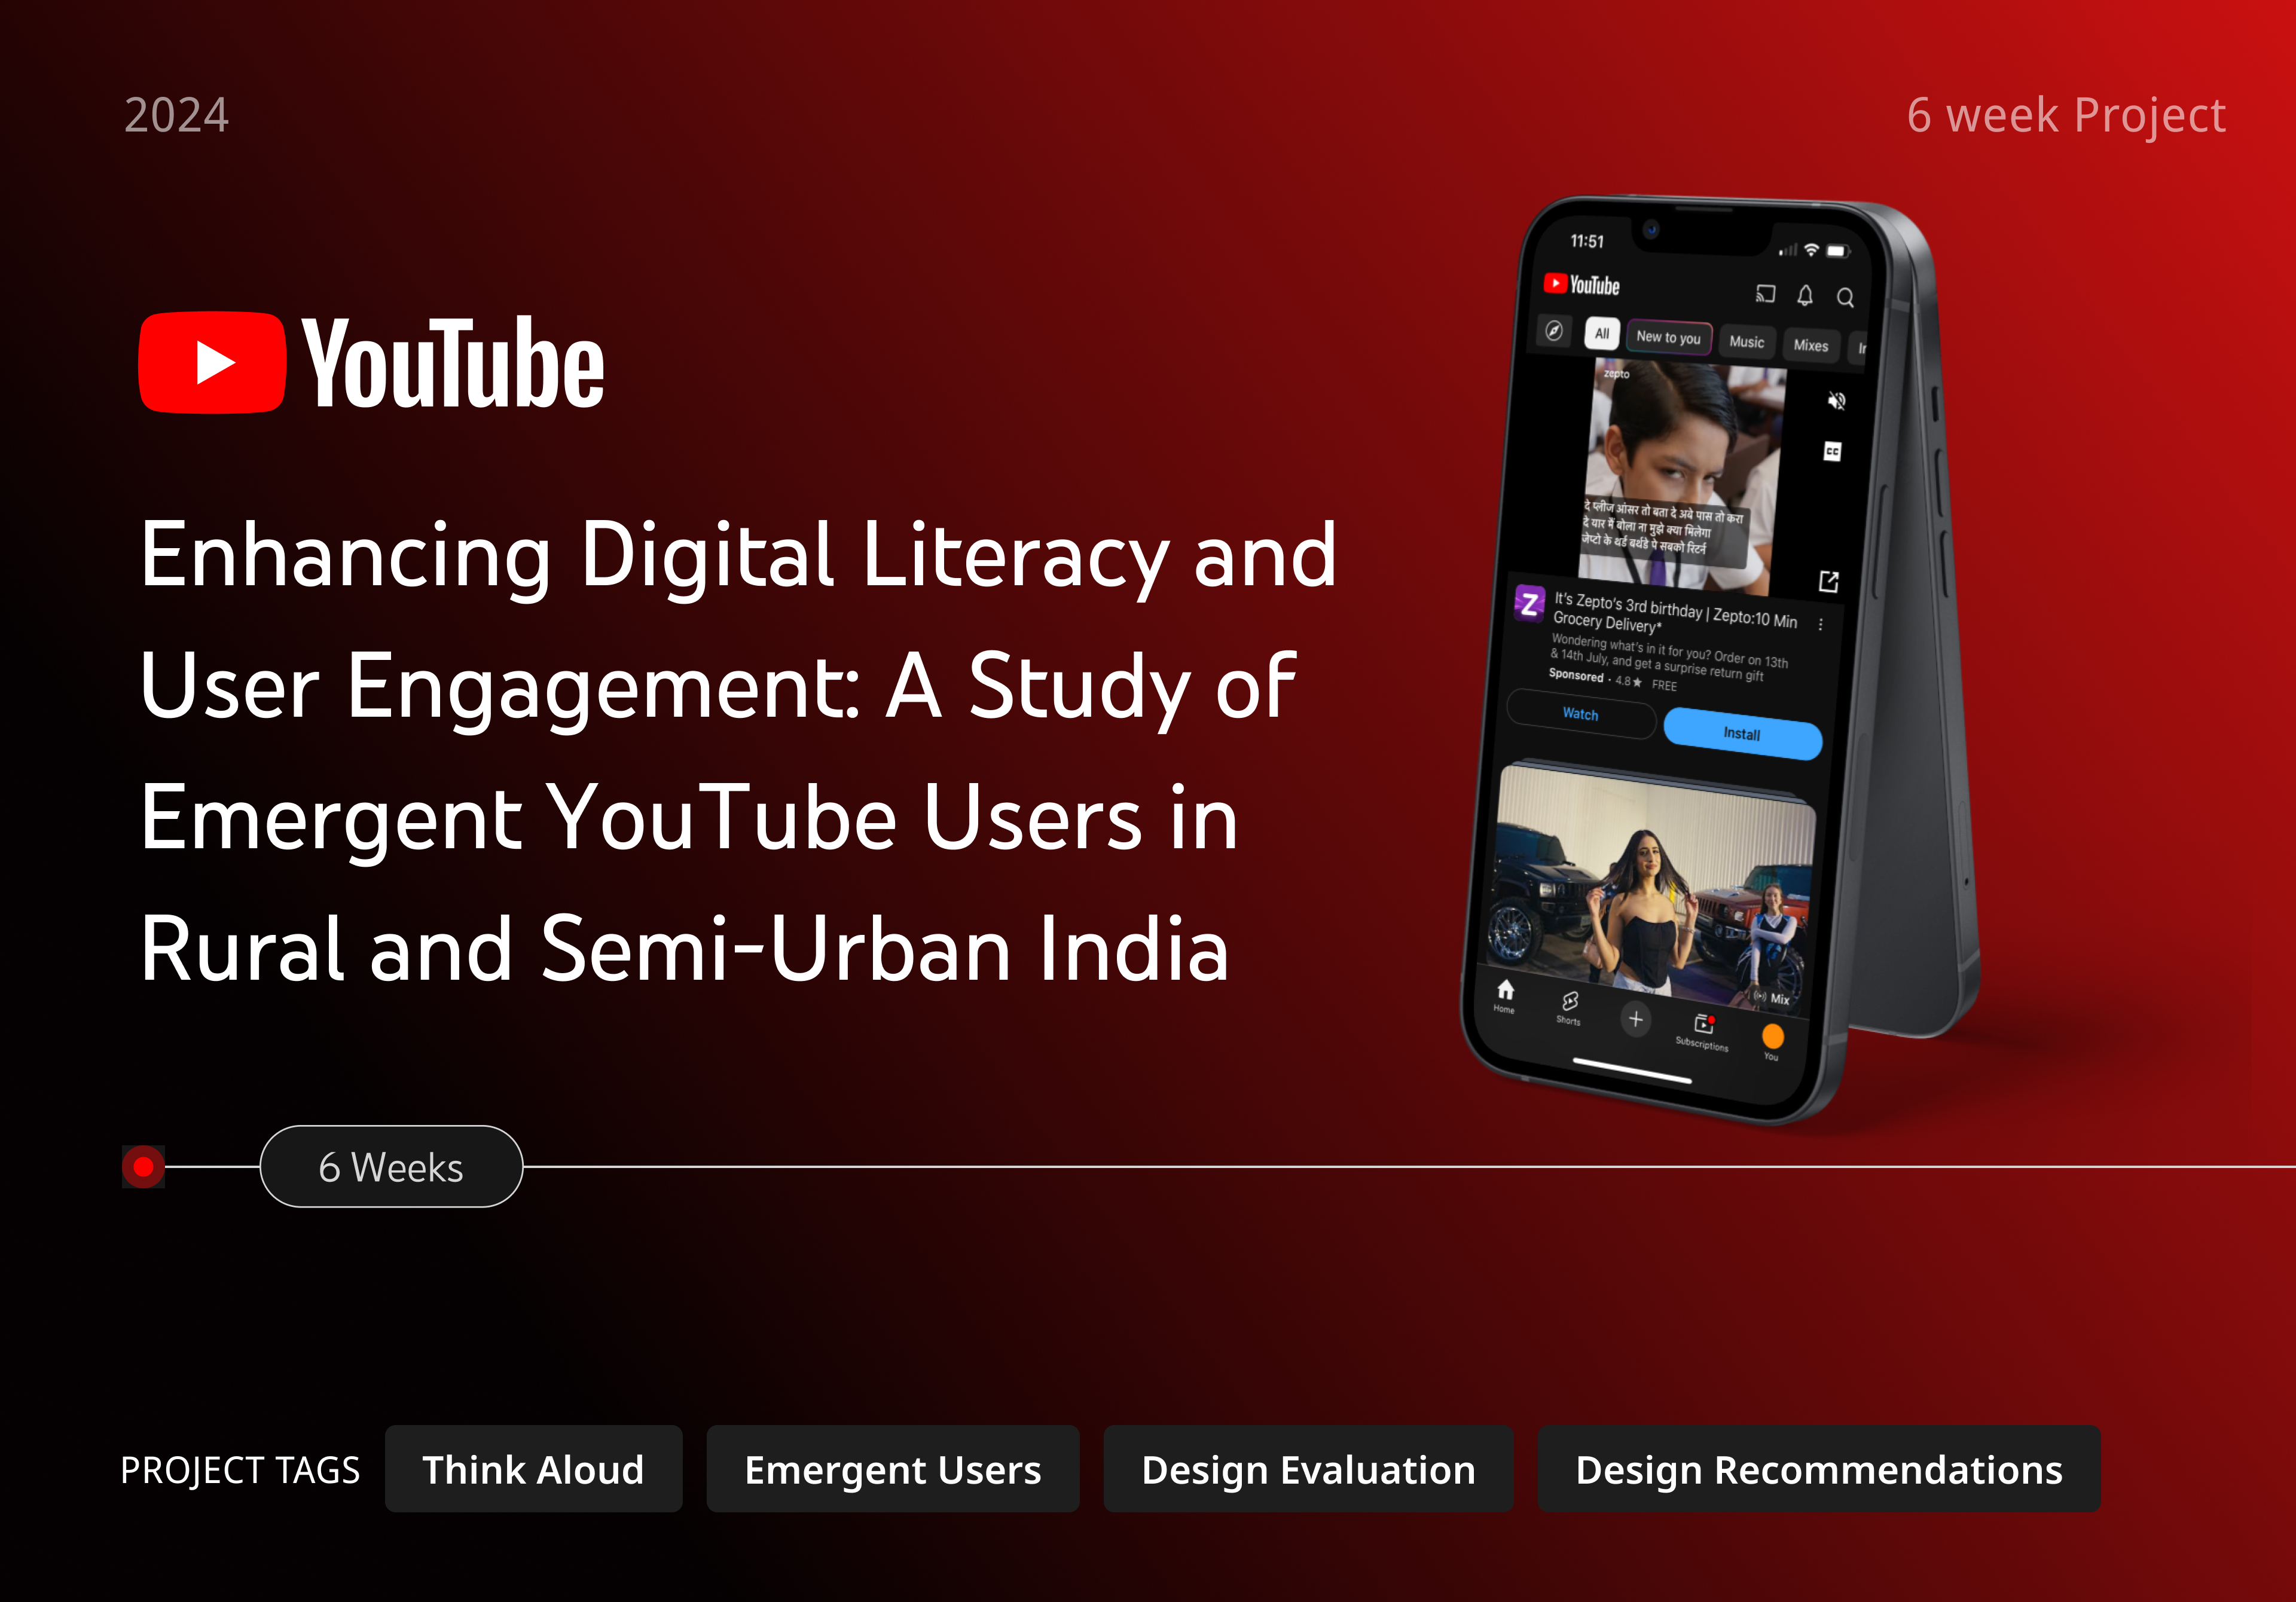 2024
6 week Project
YouTube
Enhancing Digital Literacy and
User Engagement: A Study of
Emergent YouTube Users in
Rural and Semi-Urban India
11:51
YouTube
All
New to you
Music
Mixes
zepto
CC
दे प्लीज आंसर तो बता दे अबे पास तो करा
दे यार मैं बोला ना मुझे क्या मिलेगा
जेप्टो के थर्ड बर्थडे पे सबको रिटर्न
Z
It's Zepto's 3rd birthday | Zepto:10 Min
Grocery Delivery*
Wondering what's in it for you? Order on 13th
& 14th July, and get a surprise return gift
Sponsored · 4.8★ FREE
Watch
Install
Mix
Home
Shorts
Subscriptions
You
6 Weeks
PROJECT TAGS
Think Aloud
Emergent Users
Design Evaluation
Design Recommendations